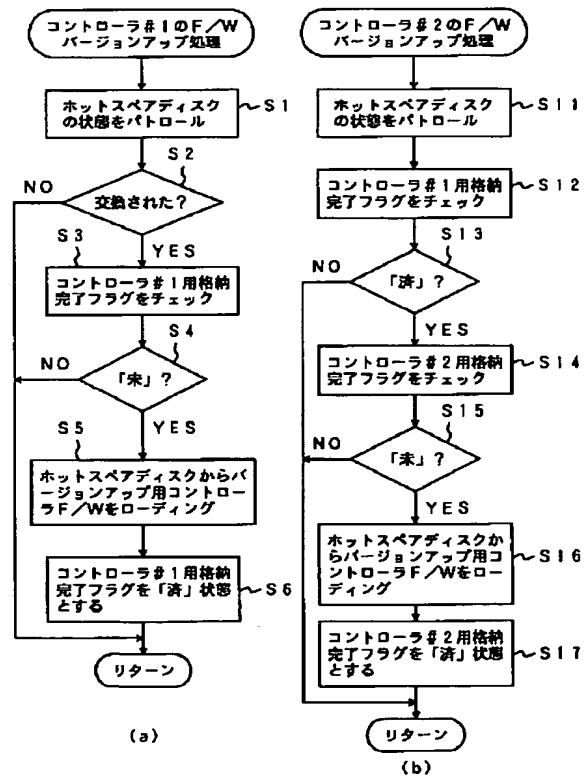 コントローラ#1のF/W
バージョンアップ処理
ホットスペアディスク
の状態をパトロール
S1
S2
NO
交換された?
S3
YES
コントローラ#1用格納
完了フラグをチェック
S4
NO
「未」?
S5
YES
ホットスペアディスクからバ
ージョンアップ用コントロー
ラF/Wをローディング
コントローラ#1用格納
完了フラグを「済」状態
とする
S6
リターン
(a)
コントローラ#2のF/W
バージョンアップ処理
ホットスペアディスク
の状態をパトロール
S11
コントローラ#1用格納
完了フラグをチェック
S12
S13
NO
「済」?
YES
コントローラ#2用格納
完了フラグをチェック
S14
S15
NO
「未」?
YES
ホットスペアディスクか
らバージョンアップ用コ
ントローラF/Wをローデ
ィング
S16
コントローラ#2用格納
完了フラグを「済」状態
とする
S17
リターン
(b)